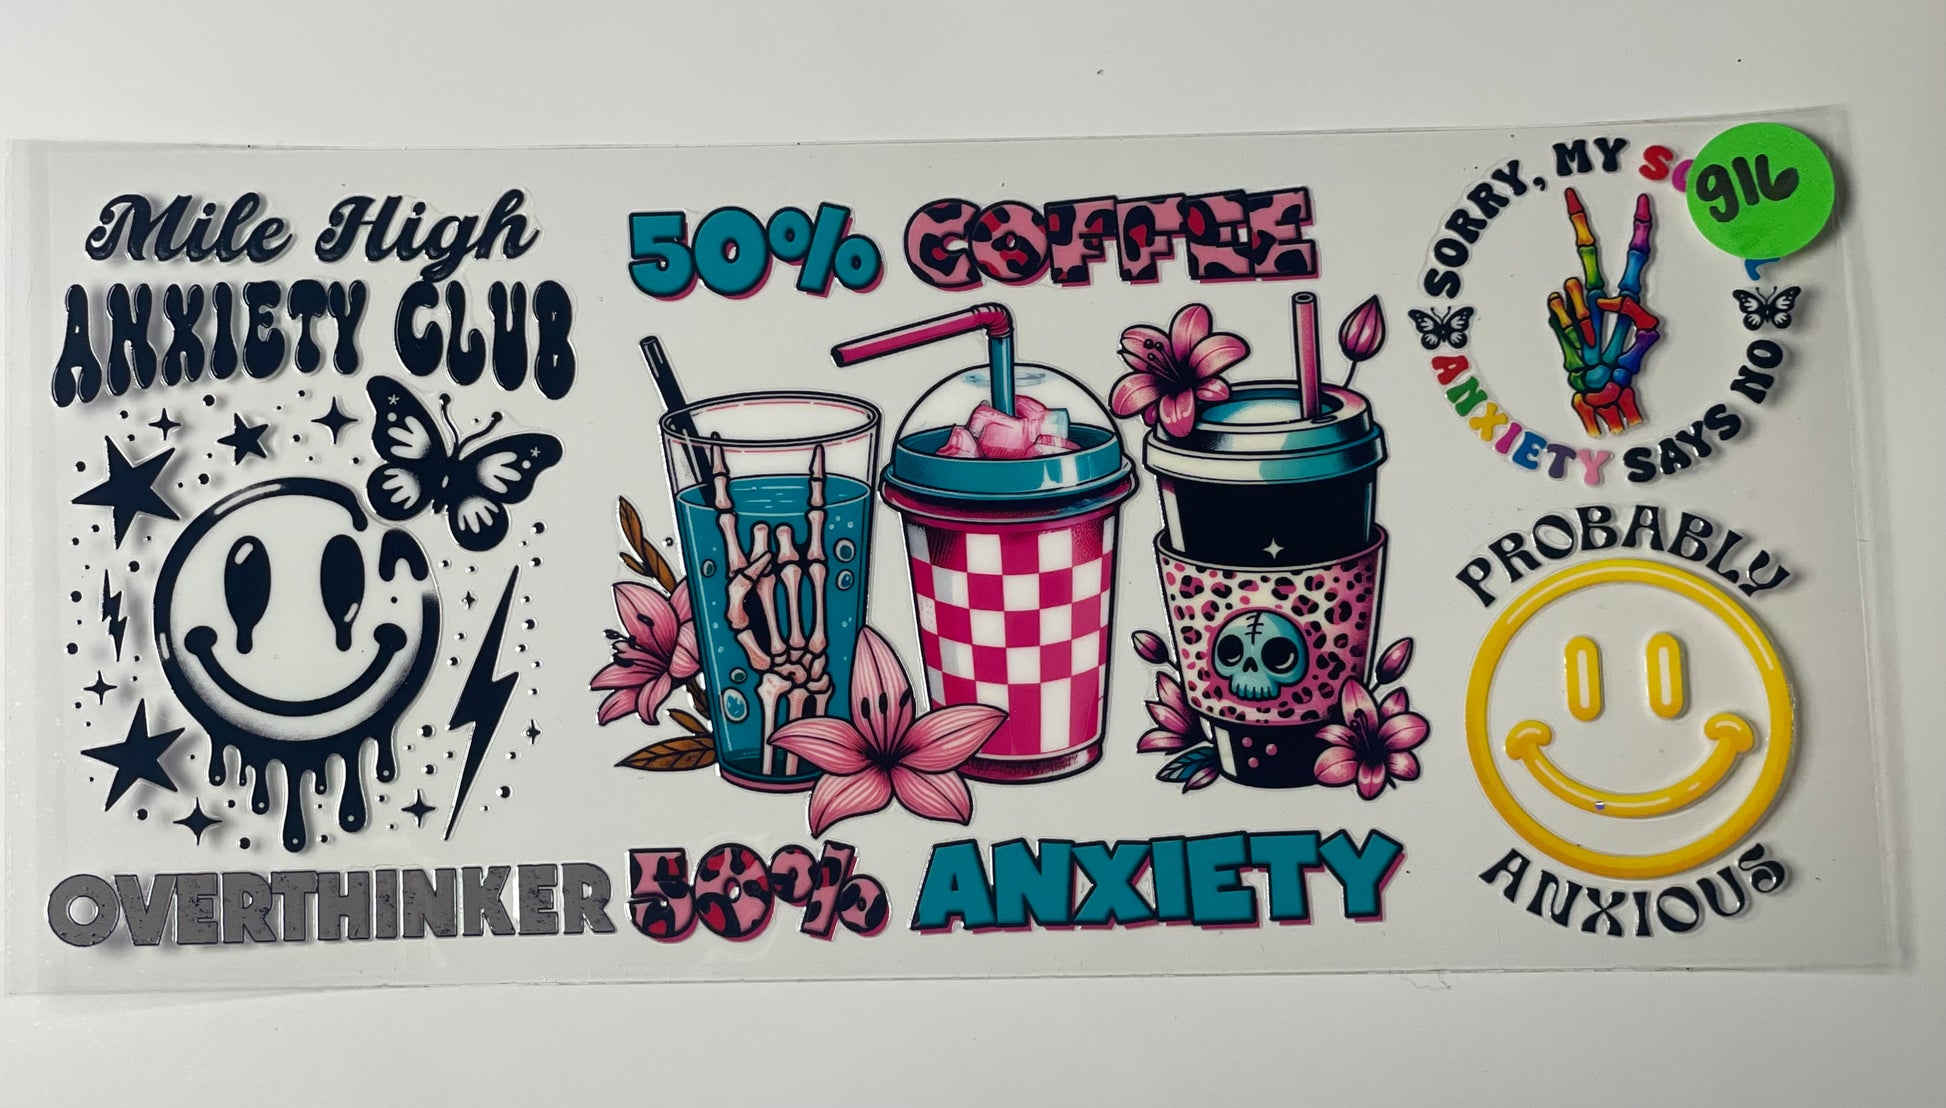 Mile High
ANXIETY CLUB
OVERTHINKER
50% COFFEE
50% ANXIETY
SORRY, MY
ANXIETY SAYS NO
916
PROBABLY
ANXIOUS